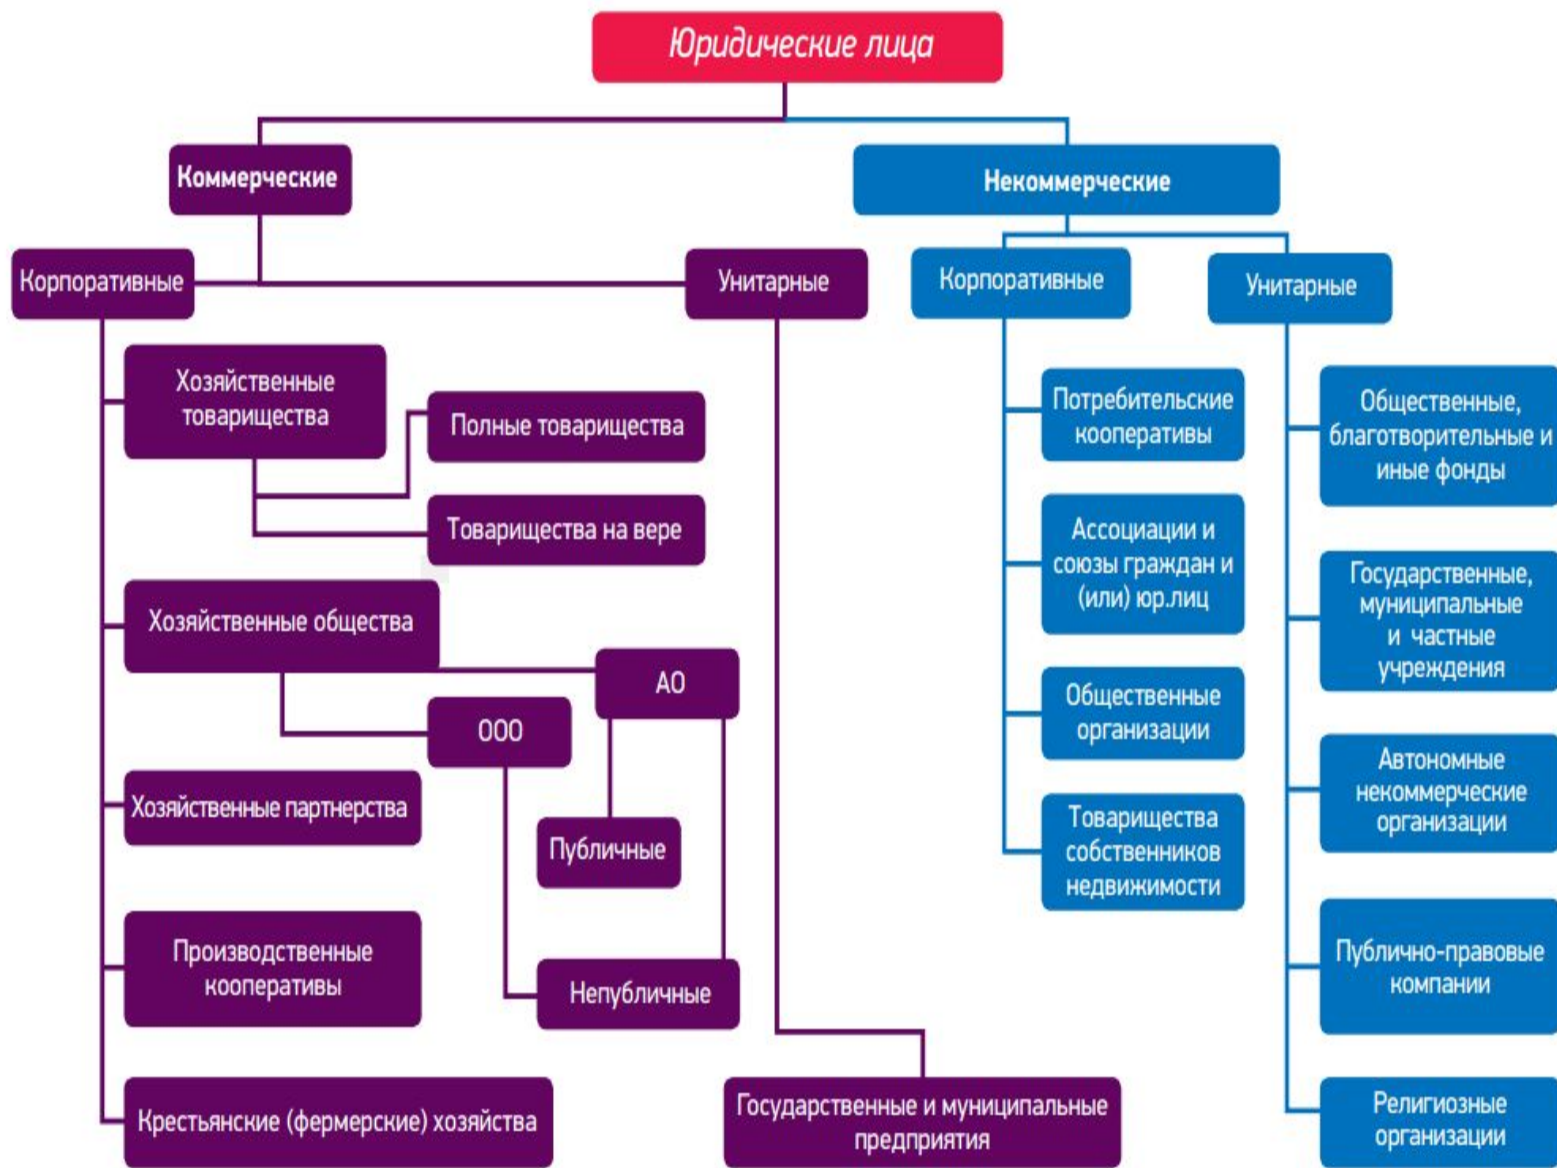 Юридические лица
Коммерческие
Некоммерческие
Корпоративные
Унитарные
Корпоративные
Унитарные
Хозяйственные
товарищества
Полные товарищества
Товарищества на вере
Хозяйственные общества
АО
ООО
Публичные
Непубличные
Хозяйственные партнерства
Производственные
кооперативы
Крестьянские (фермерские) хозяйства
Государственные и муниципальные
предприятия
Потребительские
кооперативы
Ассоциации и
союзы граждан и
(или) юр.лиц
Общественные
организации
Товарищества
собственников
недвижимости
Общественные,
благотворительные и
иные фонды
Государственные,
муниципальные
и частные
учреждения
Автономные
некоммерческие
организации
Публично-правовые
компании
Религиозные
организации